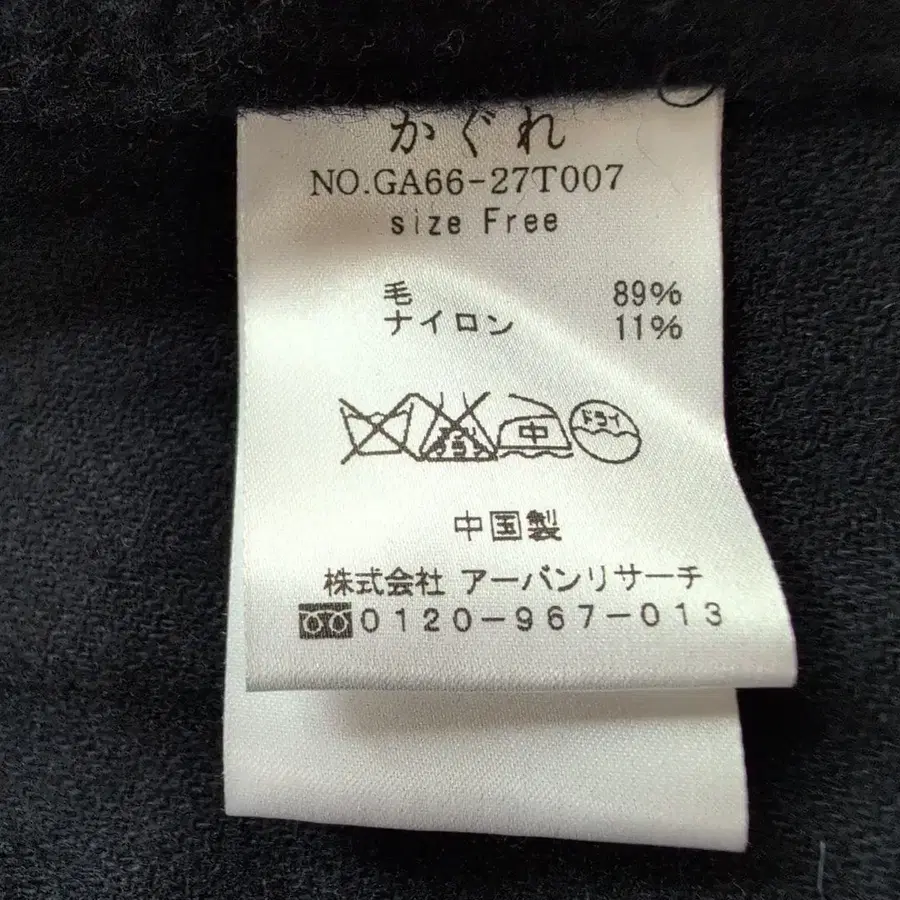 かぐれ
NO.GA66-27T007
size Free
毛 89%
ナイロン 11%
中 ドライ
中国製
株式会社 アーバンリサーチ
0120-967-013